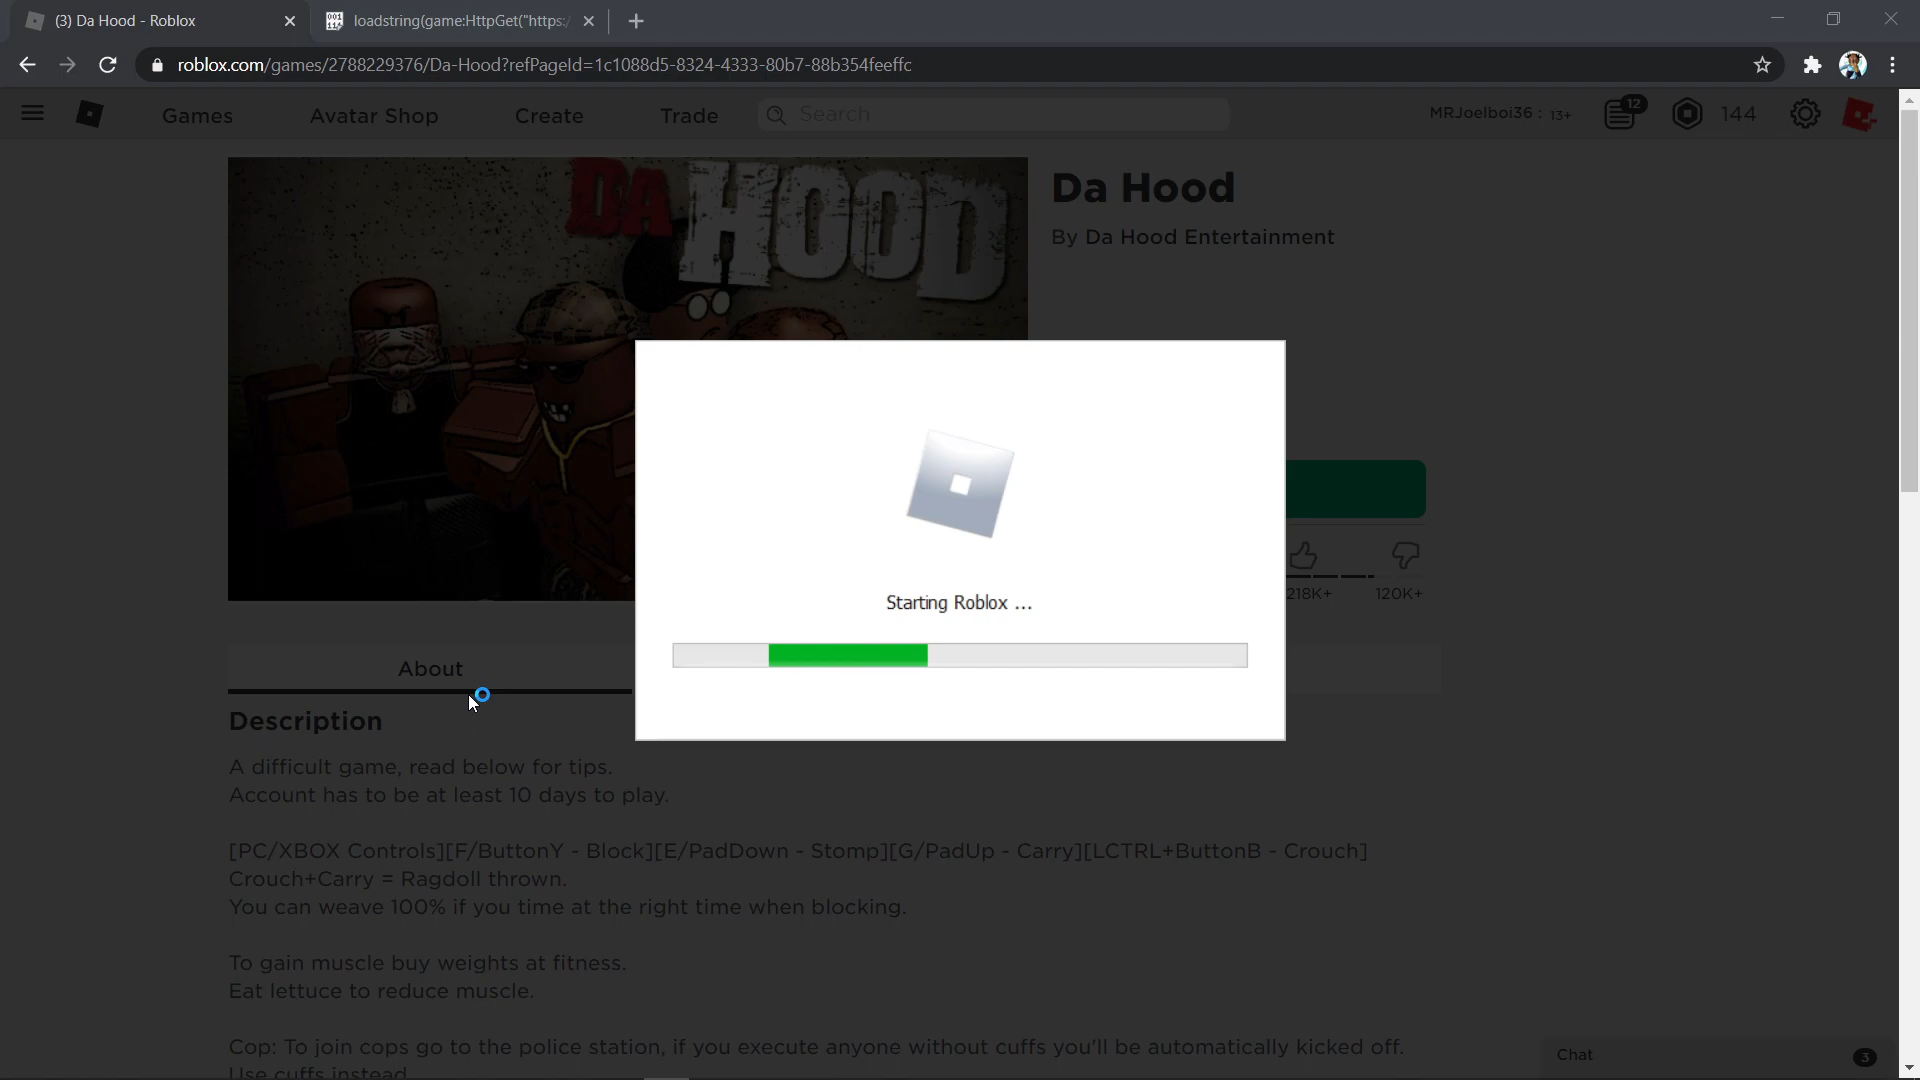 (3) Da Hood - Roblox
loadstring(game:HttpGet("https:/
roblox.com/games/2788229376/Da-Hood?refPageId=1c1088d5-8324-4333-80b7-88b354feeffc
Games
Avatar Shop
Create
Trade
Search
MRJoelboi36 : 13+
12
144
DA HOOD
Da Hood
By Da Hood Entertainment
Starting Roblox ...
218K+
120K+
About
Description
A difficult game, read below for tips.
Account has to be at least 10 days to play.
[PC/XBOX Controls][F/ButtonY - Block][E/PadDown - Stomp][G/PadUp - Carry][LCTRL+ButtonB - Crouch]
Crouch+Carry = Ragdoll thrown.
You can weave 100% if you time at the right time when blocking.
To gain muscle buy weights at fitness.
Eat lettuce to reduce muscle.
Cop: To join cops go to the police station, if you execute anyone without cuffs you'll be automatically kicked off.
Use cuffs instead
Chat
3